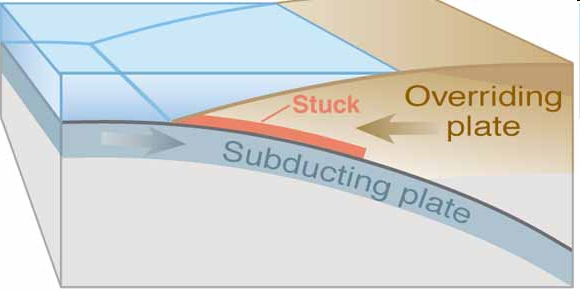 Stuck
Overriding
plate
Subducting plate